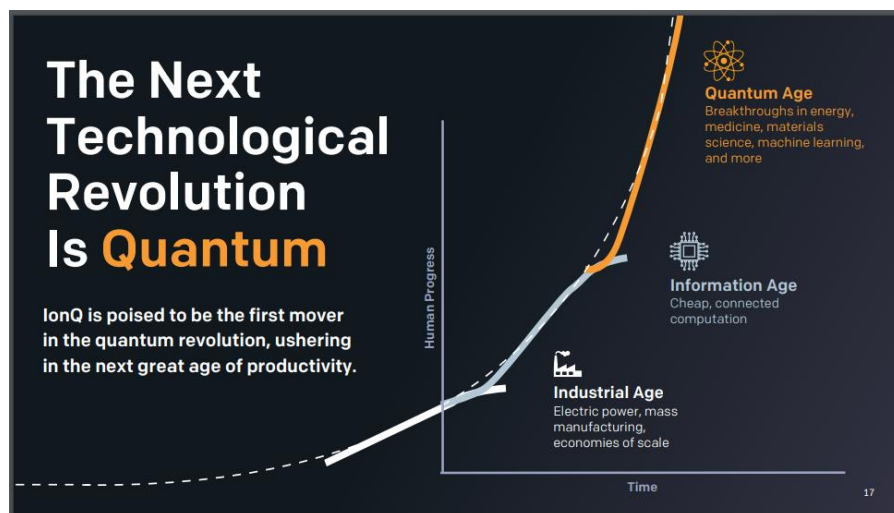 The Next
Technological
Revolution
Is Quantum
IonQ is poised to be the first mover
in the quantum revolution, ushering
in the next great age of productivity.
Human Progress
Time
Quantum Age
Breakthroughs in energy,
medicine, materials
science, machine learning,
and more
Information Age
Cheap, connected
computation
Industrial Age
Electric power, mass
manufacturing,
economies of scale
17